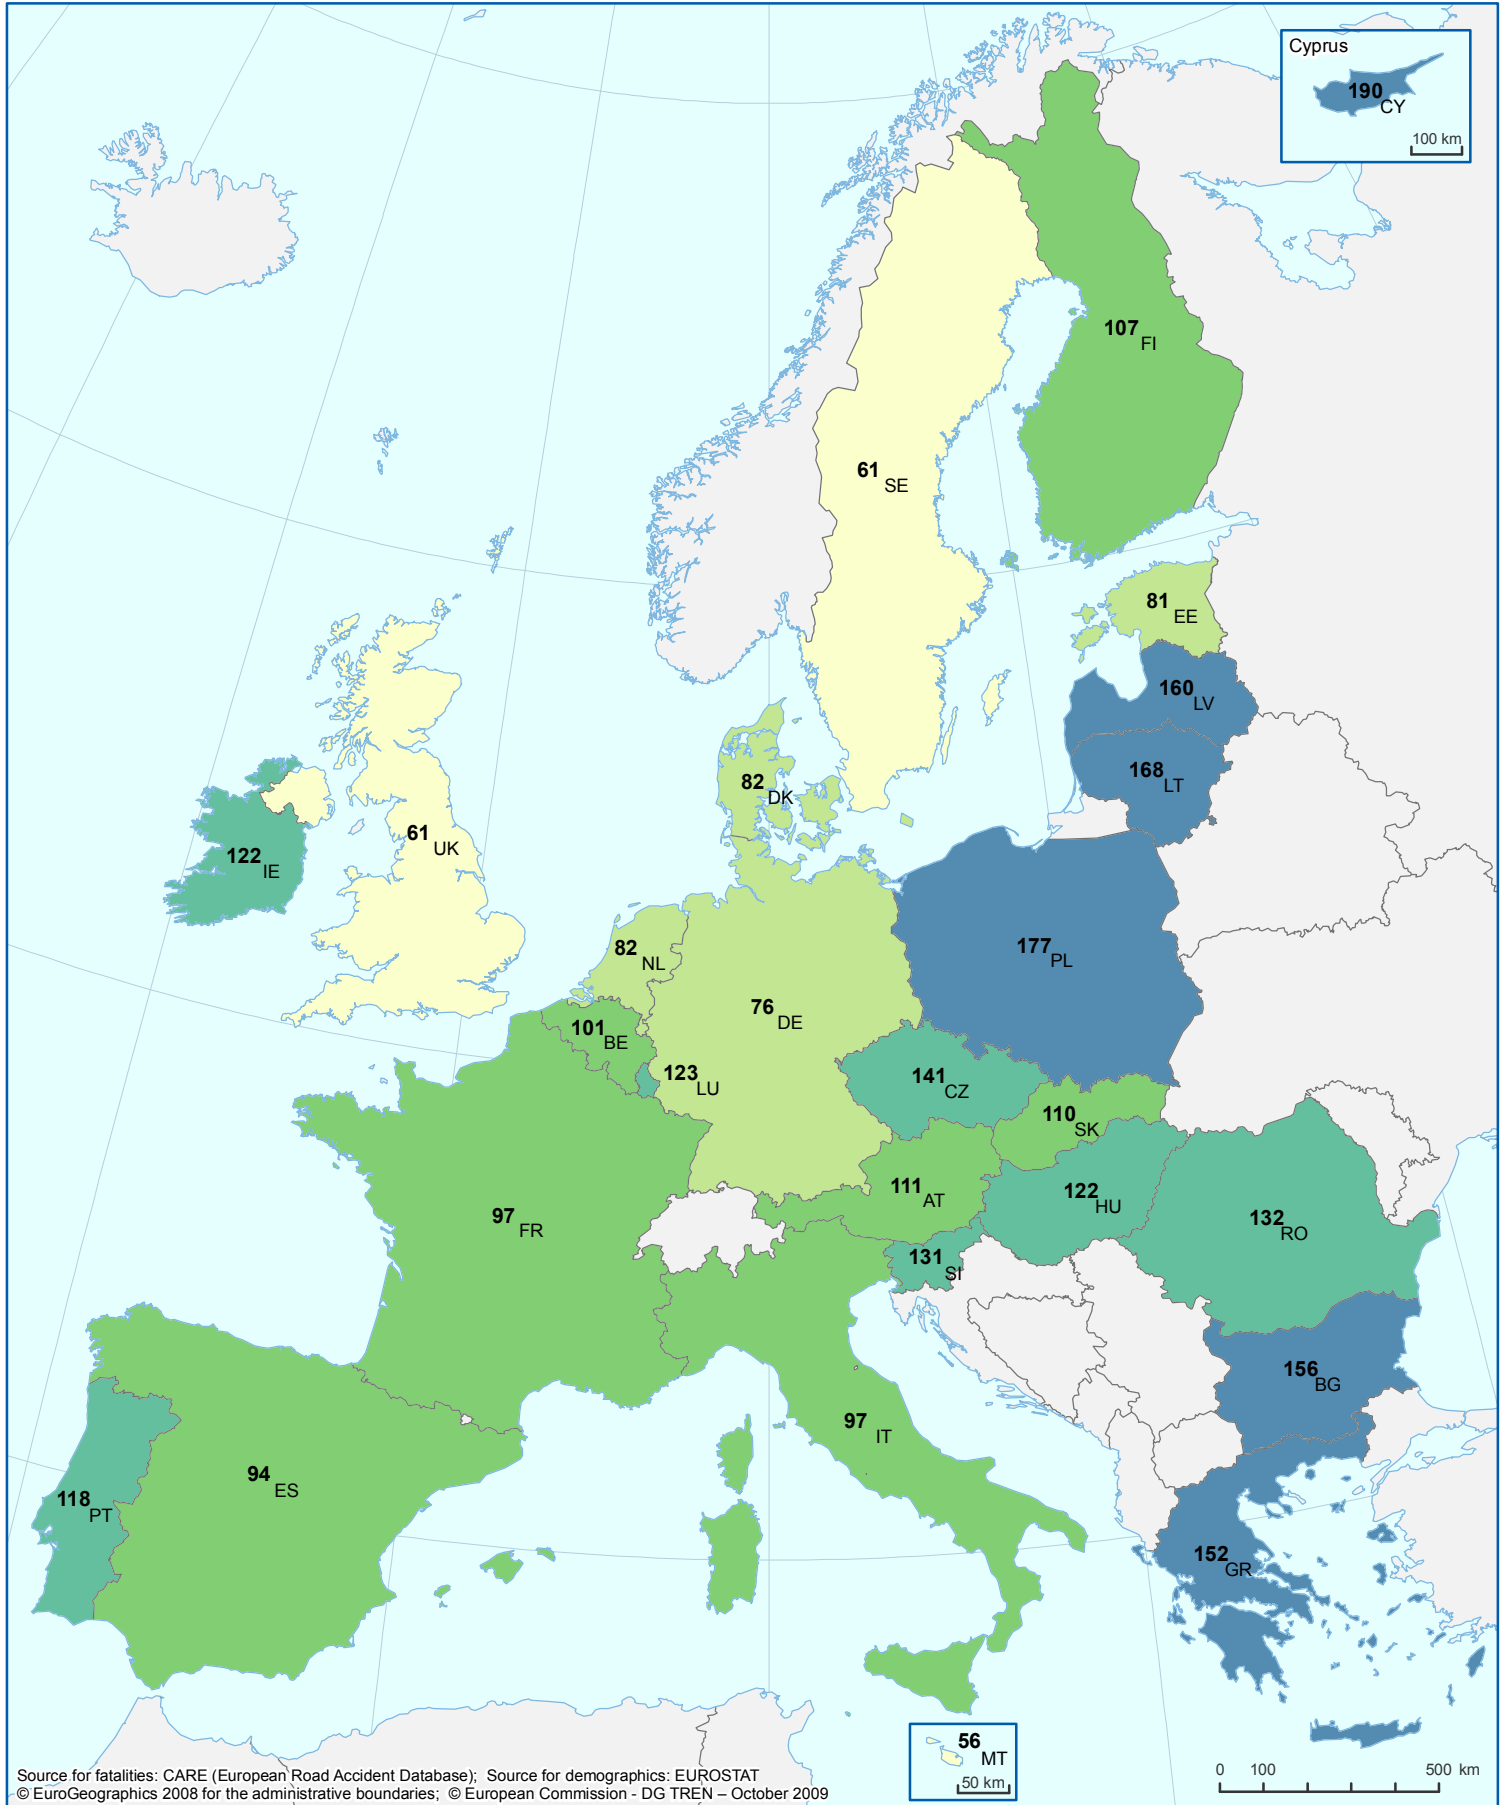 Cyprus
190 CY
100 km
107 FI
61 SE
81 EE
160 LV
168 LT
82 DK
61 UK
122 IE
177 PL
82 NL
76 DE
101 BE
123 LU
141 CZ
110 SK
111 AT
122 HU
97 FR
132 RO
131 SI
156 BG
97 IT
94 ES
118 PT
152 GR
56 MT
50 km
0 100 500 km
Source for fatalities: CARE (European Road Accident Database); Source for demographics: EUROSTAT
© EuroGeographics 2008 for the administrative boundaries; © European Commission - DG TREN – October 2009